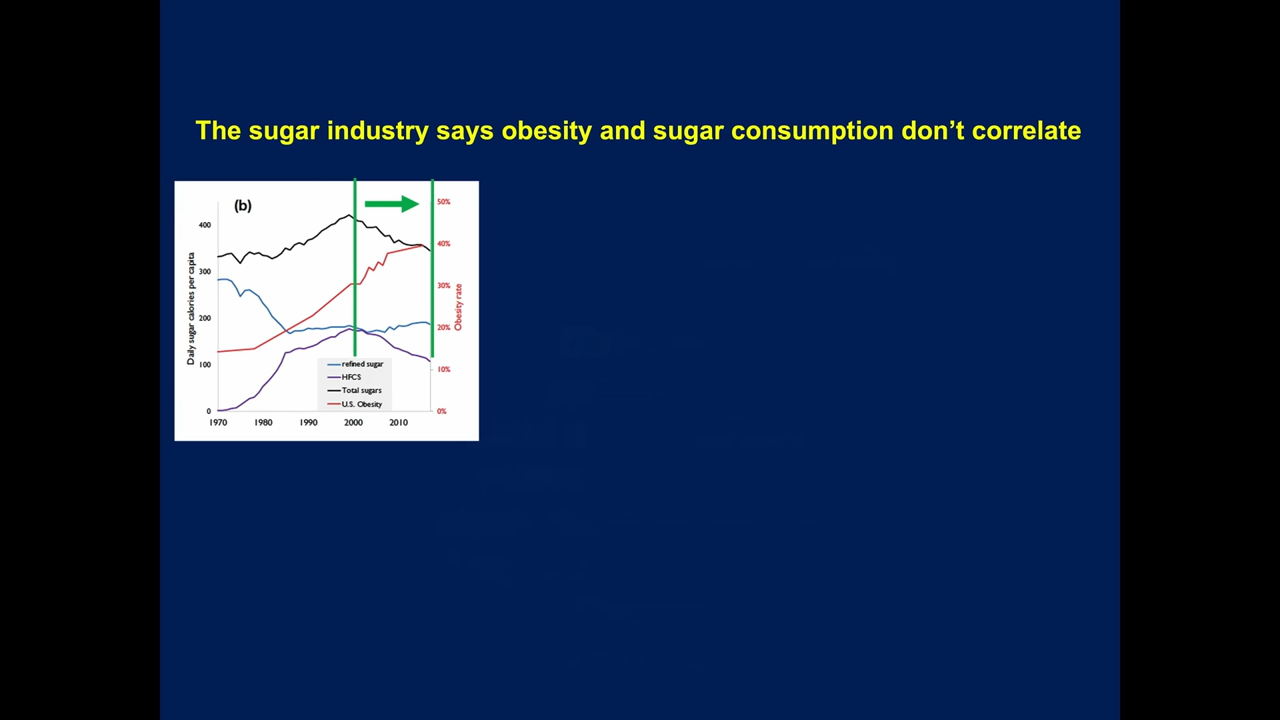 The sugar industry says obesity and sugar consumption don't correlate
(b)
Daily sugar calories per capita
400
300
200
100
0
50%
40%
30%
20%
10%
0%
Obesity rate
refined sugar
HFCS
Total sugars
U.S. Obesity
1970 1980 1990 2000 2010